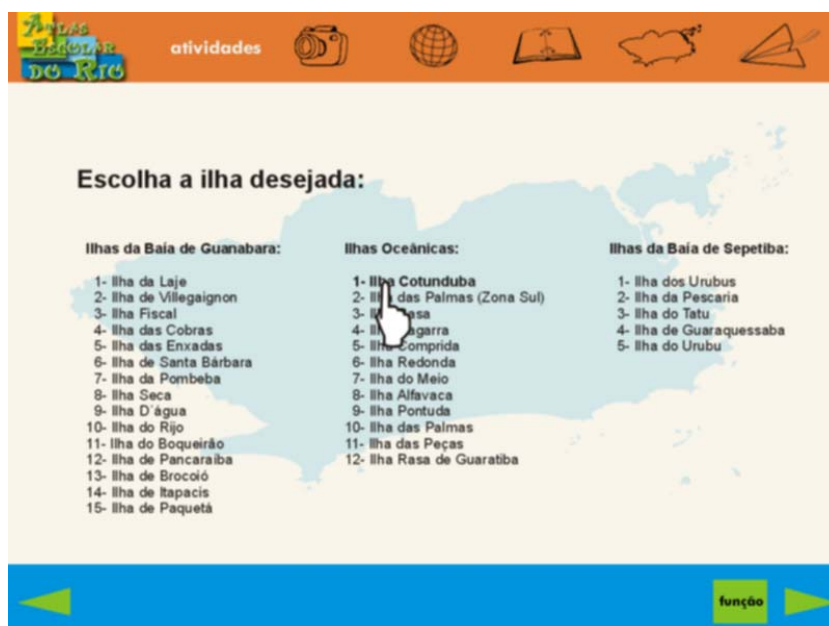 Atlas
Escolar
do Rio
atividades
Escolha a ilha desejada:
Ilhas da Baía de Guanabara:
1- Ilha da Laje
2- Ilha de Villegaignon
3- Ilha Fiscal
4- Ilha das Cobras
5- Ilha das Enxadas
6- Ilha de Santa Bárbara
7- Ilha da Pombeba
8- Ilha Seca
9- Ilha D´água
10- Ilha do Rijo
11- Ilha do Boqueirão
12- Ilha de Pancaraíba
13- Ilha de Brocoió
14- Ilha de Itapacis
15- Ilha de Paquetá
Ilhas Oceânicas:
1- Ilha Cotunduba
2- das Palmas (Zona Sul)
3-
4-
5- Ilha Comprida
6- Ilha Redonda
7- Ilha do Meio
8- Ilha Alfavaca
9- Ilha Pontuda
10- Ilha das Palmas
11- Ilha das Peças
12- Ilha Rasa de Guaratiba
Ilhas da Baía de Sepetiba:
1- Ilha dos Urubus
2- Ilha da Pescaria
3- Ilha do Tatu
4- Ilha de Guaraquessaba
5- Ilha do Urubu
função